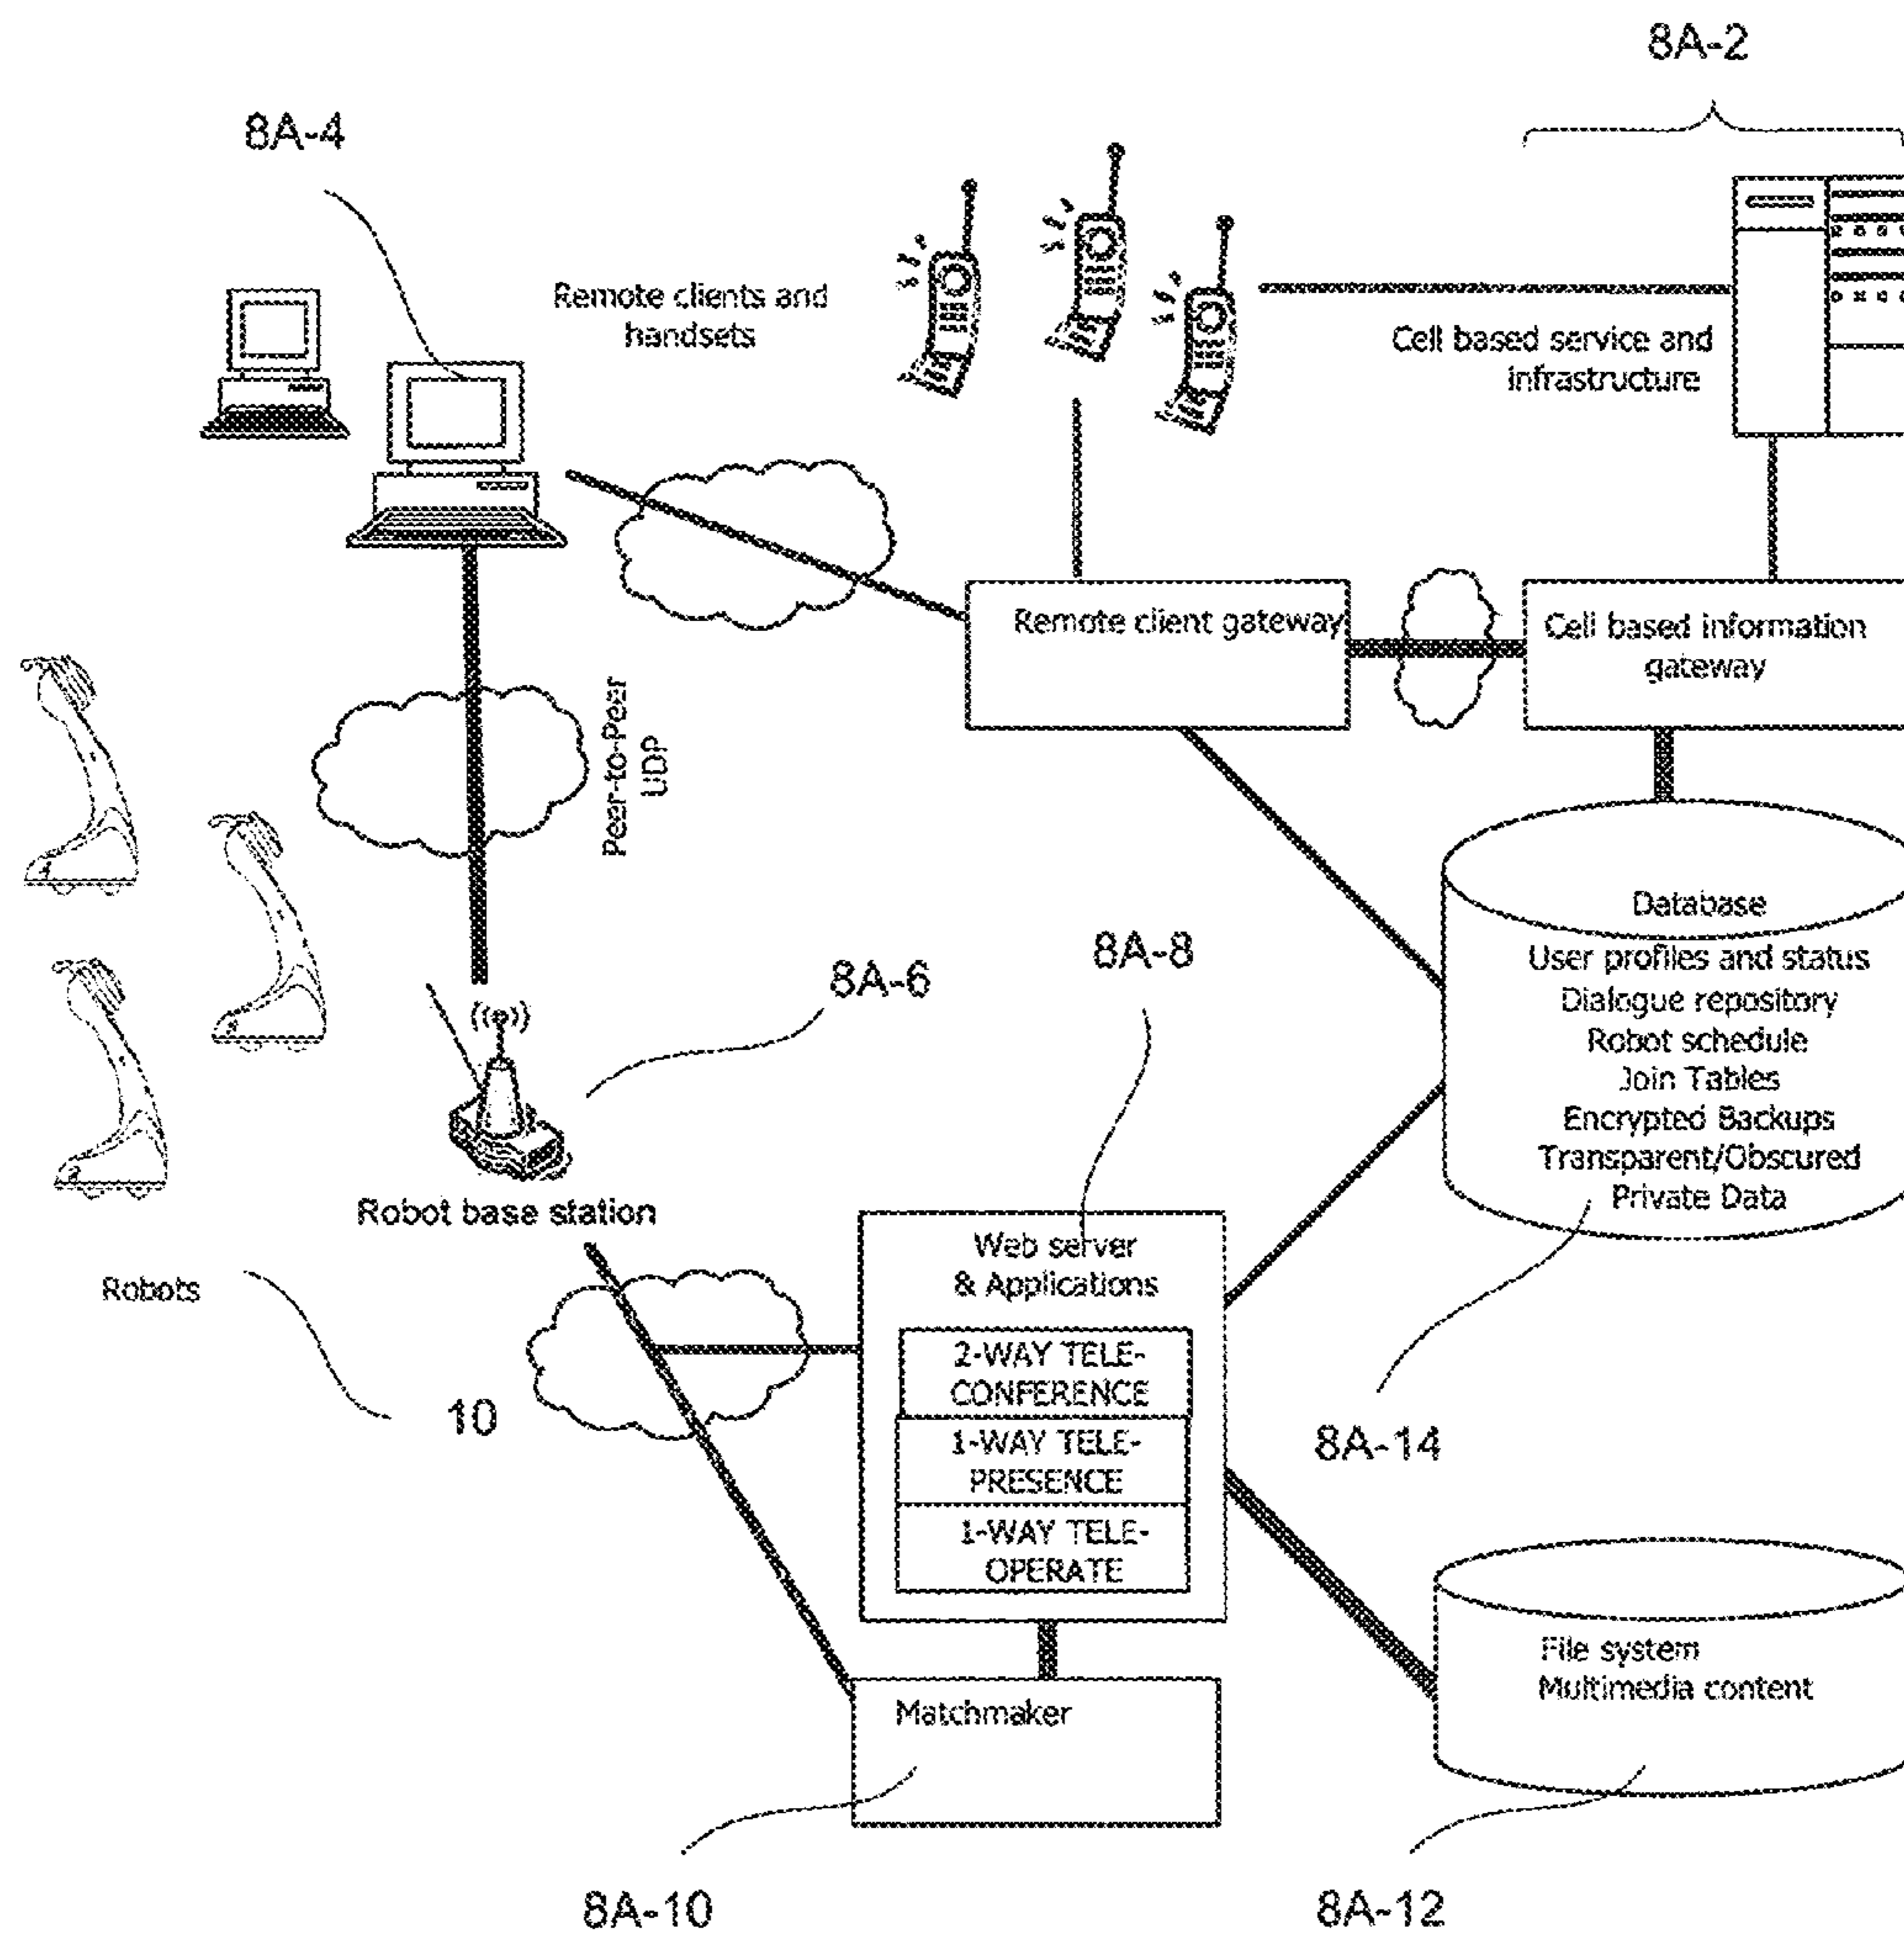 8A-2
8A-4
Remote clients and
handsets
Cell based service and
infrastructure
Remote client gateway
Cell based information
gateway
Peer-to-Peer
UDP
Database
User profiles and status
Dialogue repository
Robot schedule
Join Tables
Encrypted Backups
Transparent/Obscured
Private Data
8A-8
8A-6
Robot base station
Robots
10
Web server
& Applications
2-WAY TELE-
CONFERENCE
1-WAY TELE-
PRESENCE
1-WAY TELE-
OPERATE
8A-14
File system
Multimedia content
Matchmaker
8A-10
8A-12